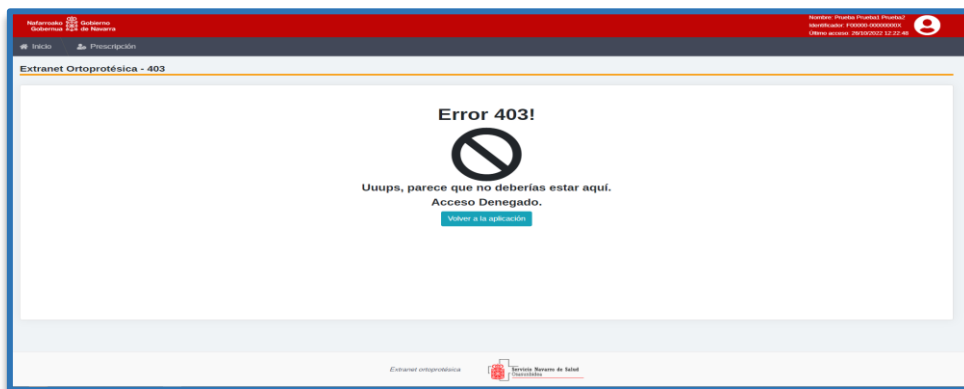 Nafarroako Gobernua
Gobierno de Navarra
Nombre: Prueba Prueba1 Prueba2
Identificador: F00000-00000000X
Último acceso: 28/10/2022 12:22:48
Inicio
Prescripción
Extranet Ortoprotésica - 403
Error 403!
Uuups, parece que no deberías estar aquí.
Acceso Denegado.
Volver a la aplicación
Extranet ortoprotésica
Servicio Navarro de Salud
Osasunbidea